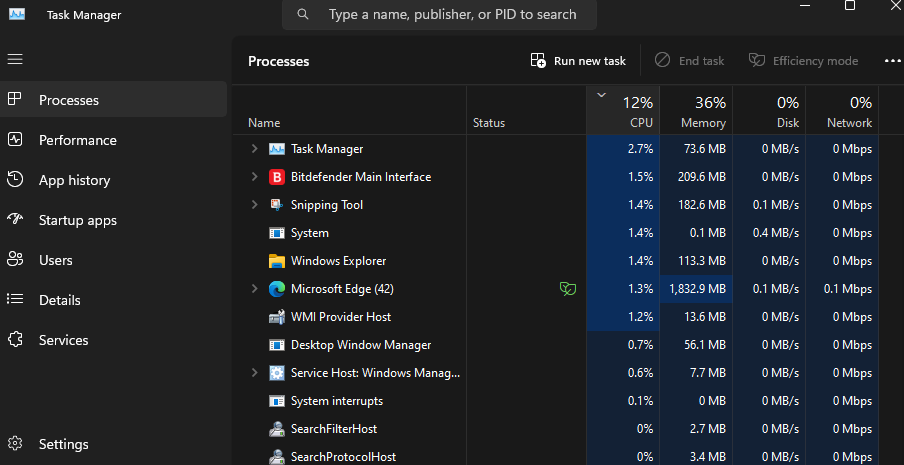 Task Manager
Type a name, publisher, or PID to search
Processes
Run new task
End task
Efficiency mode
Processes
Performance
App history
Startup apps
Users
Details
Services
Settings
12% 36% 0% 0%
Name Status CPU Memory Disk Network
Task Manager 2.7% 73.6 MB 0 MB/s 0 Mbps
Bitdefender Main Interface 1.5% 209.6 MB 0 MB/s 0 Mbps
Snipping Tool 1.4% 182.6 MB 0.1 MB/s 0 Mbps
System 1.4% 0.1 MB 0.4 MB/s 0 Mbps
Windows Explorer 1.4% 113.3 MB 0 MB/s 0 Mbps
Microsoft Edge (42) 1.3% 1,832.9 MB 0.1 MB/s 0.1 Mbps
WMI Provider Host 1.2% 13.6 MB 0 MB/s 0 Mbps
Desktop Window Manager 0.7% 56.1 MB 0 MB/s 0 Mbps
Service Host: Windows Manag... 0.6% 7.7 MB 0 MB/s 0 Mbps
System interrupts 0.1% 0 MB 0 MB/s 0 Mbps
SearchFilterHost 0% 2.7 MB 0 MB/s 0 Mbps
SearchProtocolHost 0% 3.4 MB 0 MB/s 0 Mbps